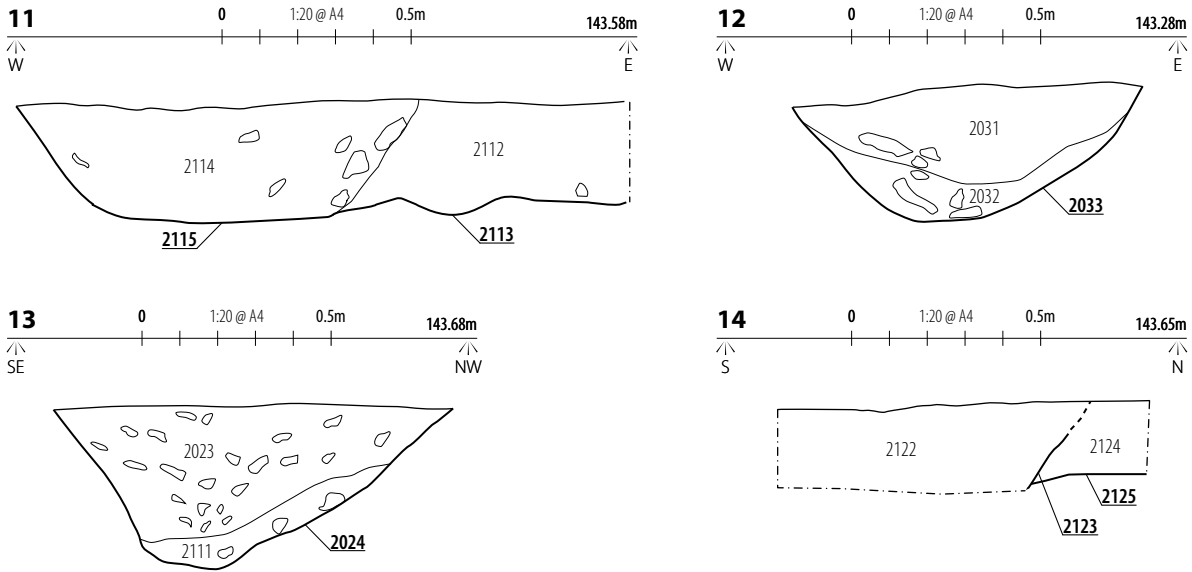 11 0 1:20 @ A4 0.5m 143.58m
W E
2114 2112
2115 2113
12 0 1:20 @ A4 0.5m 143.28m
W E
2031
2032
2033
13 0 1:20 @ A4 0.5m 143.68m
SE NW
2023
2111 2024
14 0 1:20 @ A4 0.5m 143.65m
S N
2122 2124
2125
2123